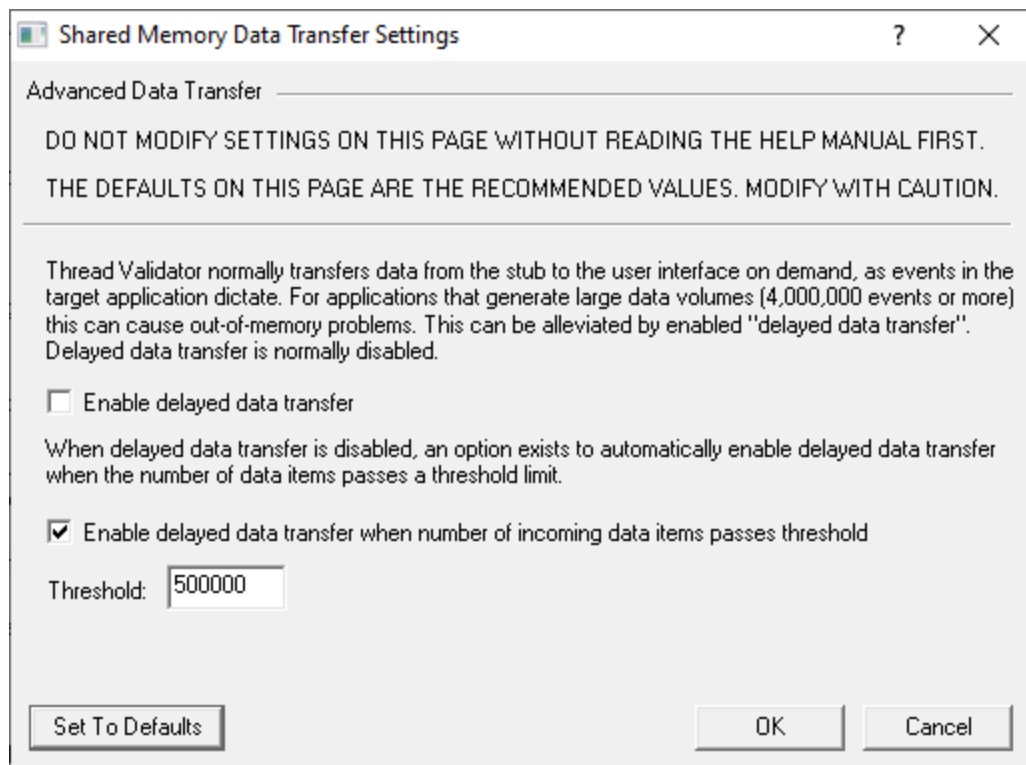 Shared Memory Data Transfer Settings ?
Advanced Data Transfer
DO NOT MODIFY SETTINGS ON THIS PAGE WITHOUT READING THE HELP MANUAL FIRST.
THE DEFAULTS ON THIS PAGE ARE THE RECOMMENDED VALUES. MODIFY WITH CAUTION.
Thread Validator normally transfers data from the stub to the user interface on demand, as events in the
target application dictate. For applications that generate large data volumes (4,000,000 events or more)
this can cause out-of-memory problems. This can be alleviated by enabled "delayed data transfer".
Delayed data transfer is normally disabled.
Enable delayed data transfer
When delayed data transfer is disabled, an option exists to automatically enable delayed data transfer
when the number of data items passes a threshold limit.
Enable delayed data transfer when number of incoming data items passes threshold
Threshold: 500000
Set To Defaults OK Cancel